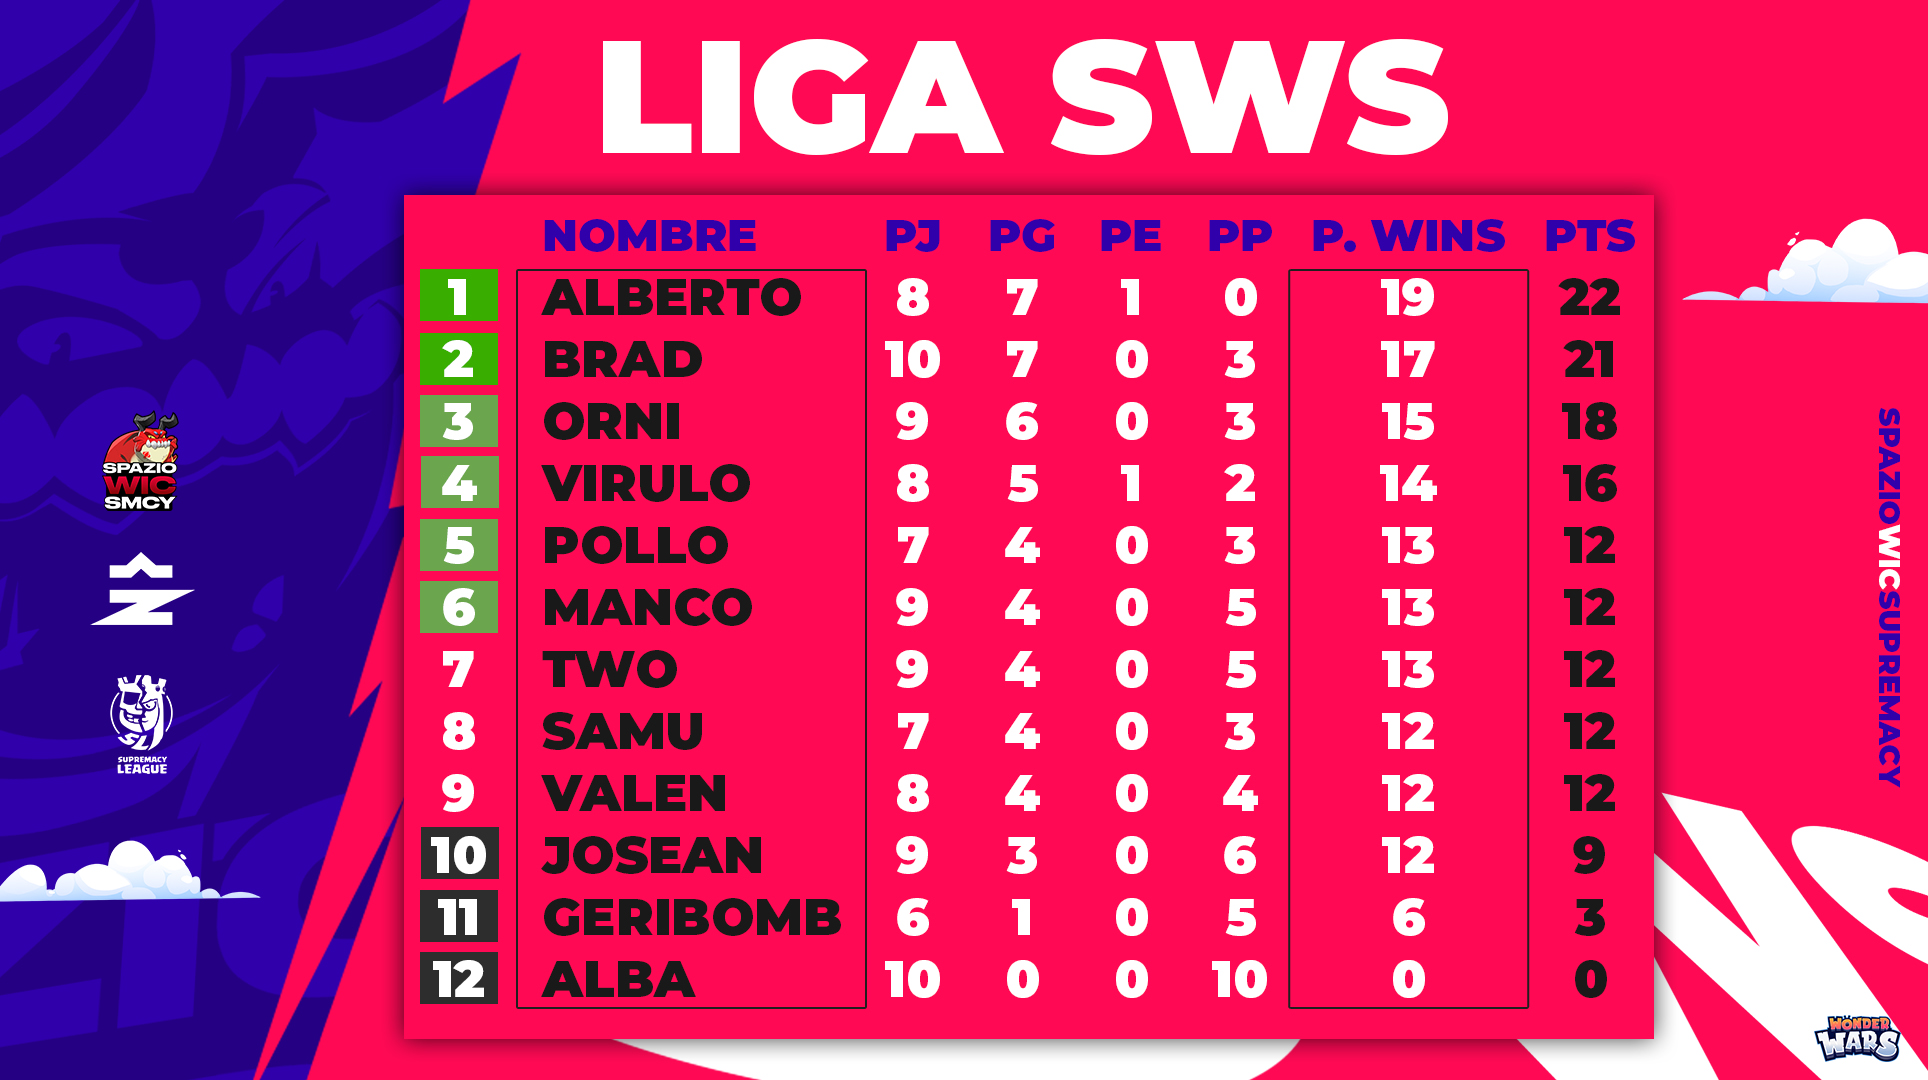 LIGA SWS
NOMBRE PJ PG PE PP P. WINS PTS
1 ALBERTO 8 7 1 0 19 22
2 BRAD 10 7 0 3 17 21
3 ORNI 9 6 0 3 15 18
4 VIRULO 8 5 1 2 14 16
5 POLLO 7 4 0 3 13 12
6 MANCO 9 4 0 5 13 12
7 TWO 9 4 0 5 13 12
8 SAMU 7 4 0 3 12 12
9 VALEN 8 4 0 4 12 12
10 JOSEAN 9 3 0 6 12 9
11 GERIBOMB 6 1 0 5 6 3
12 ALBA 10 0 0 10 0 0
SPAZIO
WIC
SMCY
SL
SUPREMACY
LEAGUE
SPAZIOWICSUPREMACY
WONDER
WARS